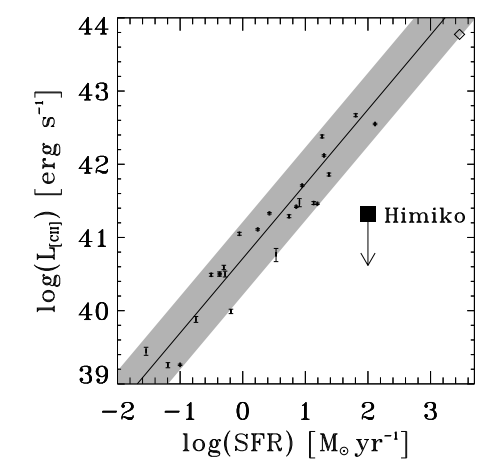 44
43
42
41
40
39
log(L[CII]) [erg s⁻¹]
Himiko
-2 -1 0 1 2 3
log(SFR) [M⊙ yr⁻¹]